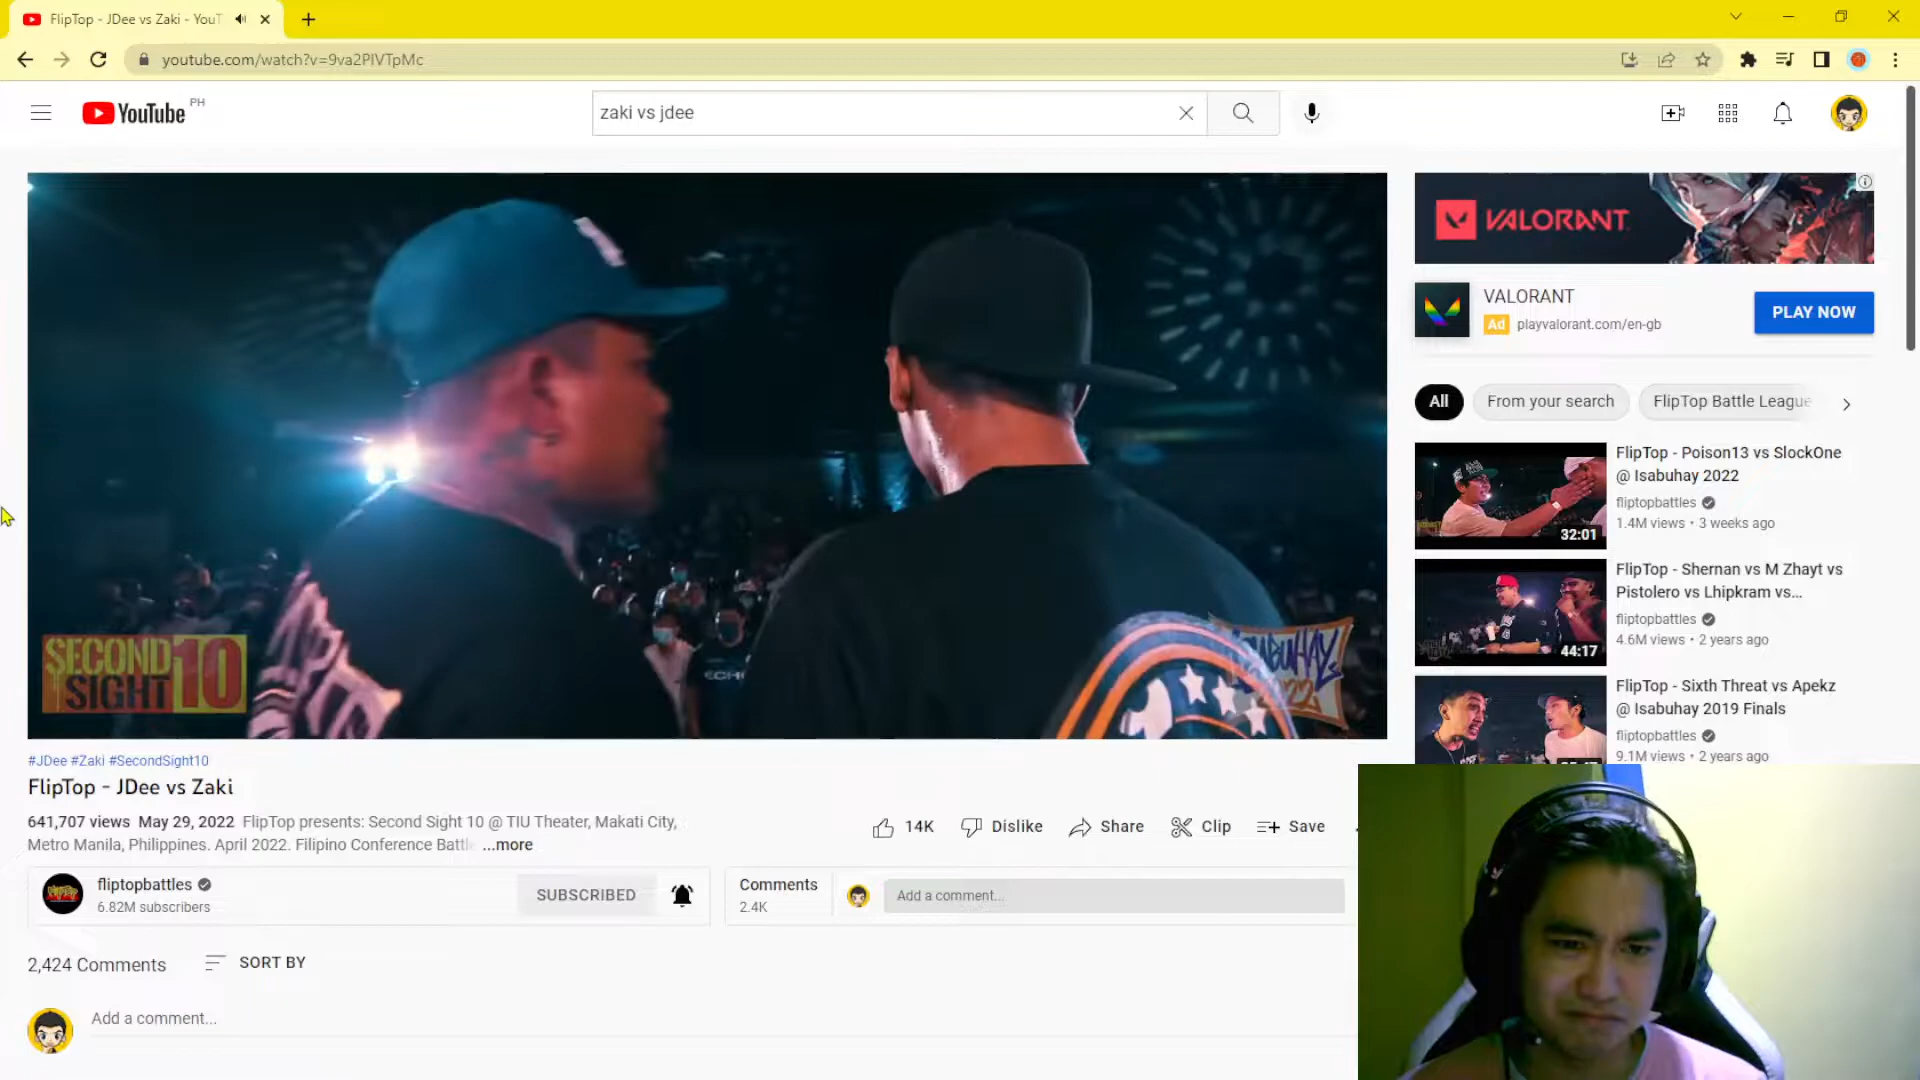 FlipTop - JDee vs Zaki - YouT
youtube.com/watch?v=9va2PIVTpMc
YouTube PH
zaki vs jdee
SECOND
SIGHT 10
ISABUHAY
2022
VALORANT
VALORANT
Ad playvalorant.com/en-gb
PLAY NOW
All From your search FlipTop Battle League
FlipTop - Poison13 vs SlockOne
@ Isabuhay 2022
fliptopbattles
1.4M views • 3 weeks ago
32:01
FlipTop - Shernan vs M Zhayt vs
Pistolero vs Lhipkram vs...
fliptopbattles
4.6M views • 2 years ago
44:17
FlipTop - Sixth Threat vs Apekz
@ Isabuhay 2019 Finals
fliptopbattles
9.1M views • 2 years ago
#JDee #Zaki #SecondSight10
FlipTop - JDee vs Zaki
641,707 views May 29, 2022 FlipTop presents: Second Sight 10 @ TIU Theater, Makati City,
Metro Manila, Philippines. April 2022. Filipino Conference Battl ...more
14K Dislike Share Clip Save
fliptopbattles
6.82M subscribers
SUBSCRIBED
Comments
2.4K
Add a comment...
2,424 Comments SORT BY
Add a comment...